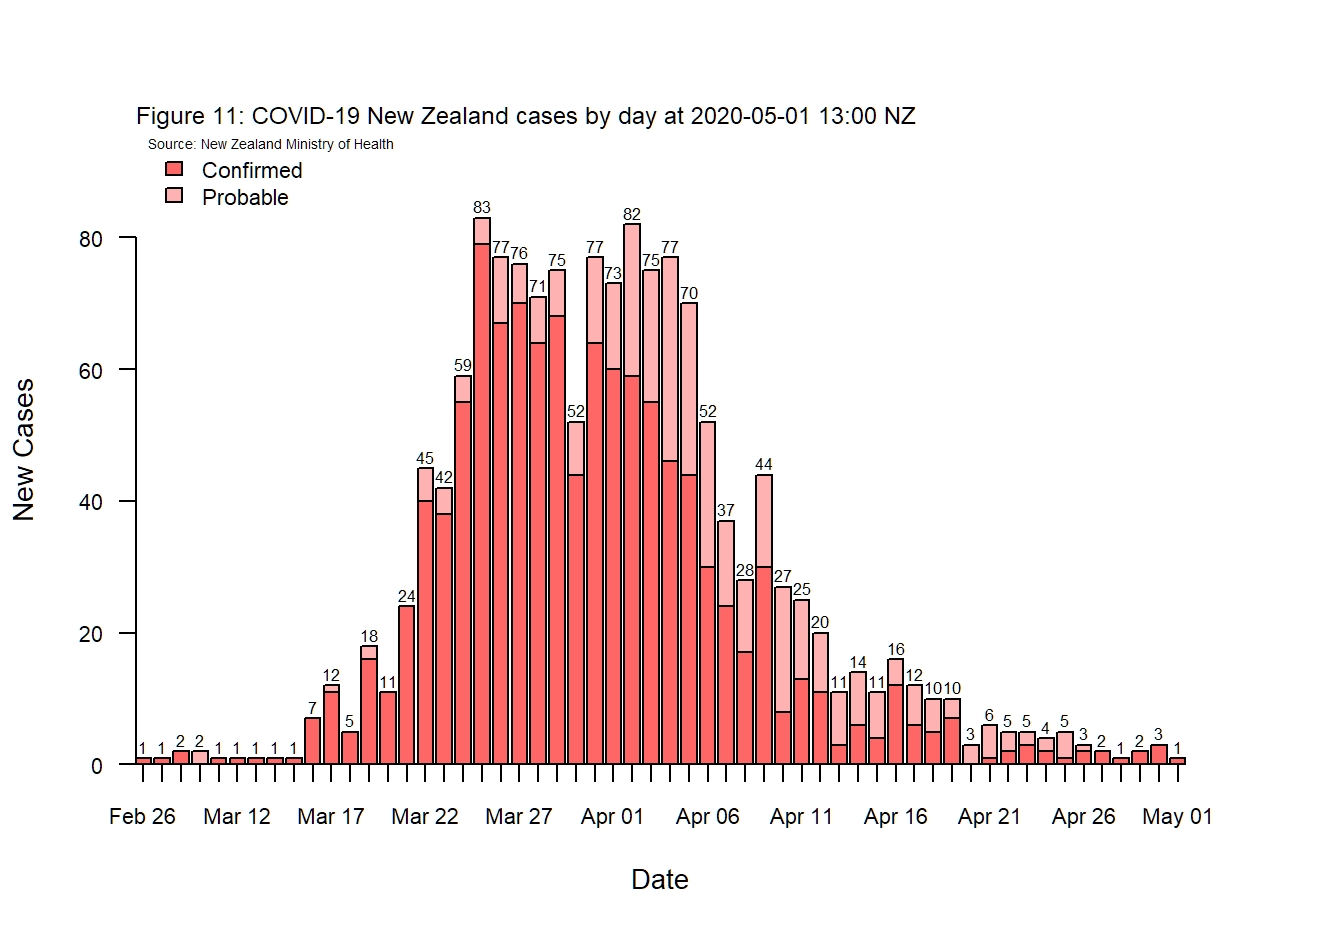 Figure 11: COVID-19 New Zealand cases by day at 2020-05-01 13:00 NZ
Source: New Zealand Ministry of Health
Confirmed
Probable
New Cases
80
60
40
20
0
1 1 2 2 1 1 1 1 1 7 12 5 18 11 24 45 42 59 83 77 76 71 75 52 77 73 82 75 77 70 52 37 28 44 27 25 20 11 14 11 16 12 10 10 3 6 5 5 4 5 3 2 1 2 3 1
Feb 26 Mar 12 Mar 17 Mar 22 Mar 27 Apr 01 Apr 06 Apr 11 Apr 16 Apr 21 Apr 26 May 01
Date